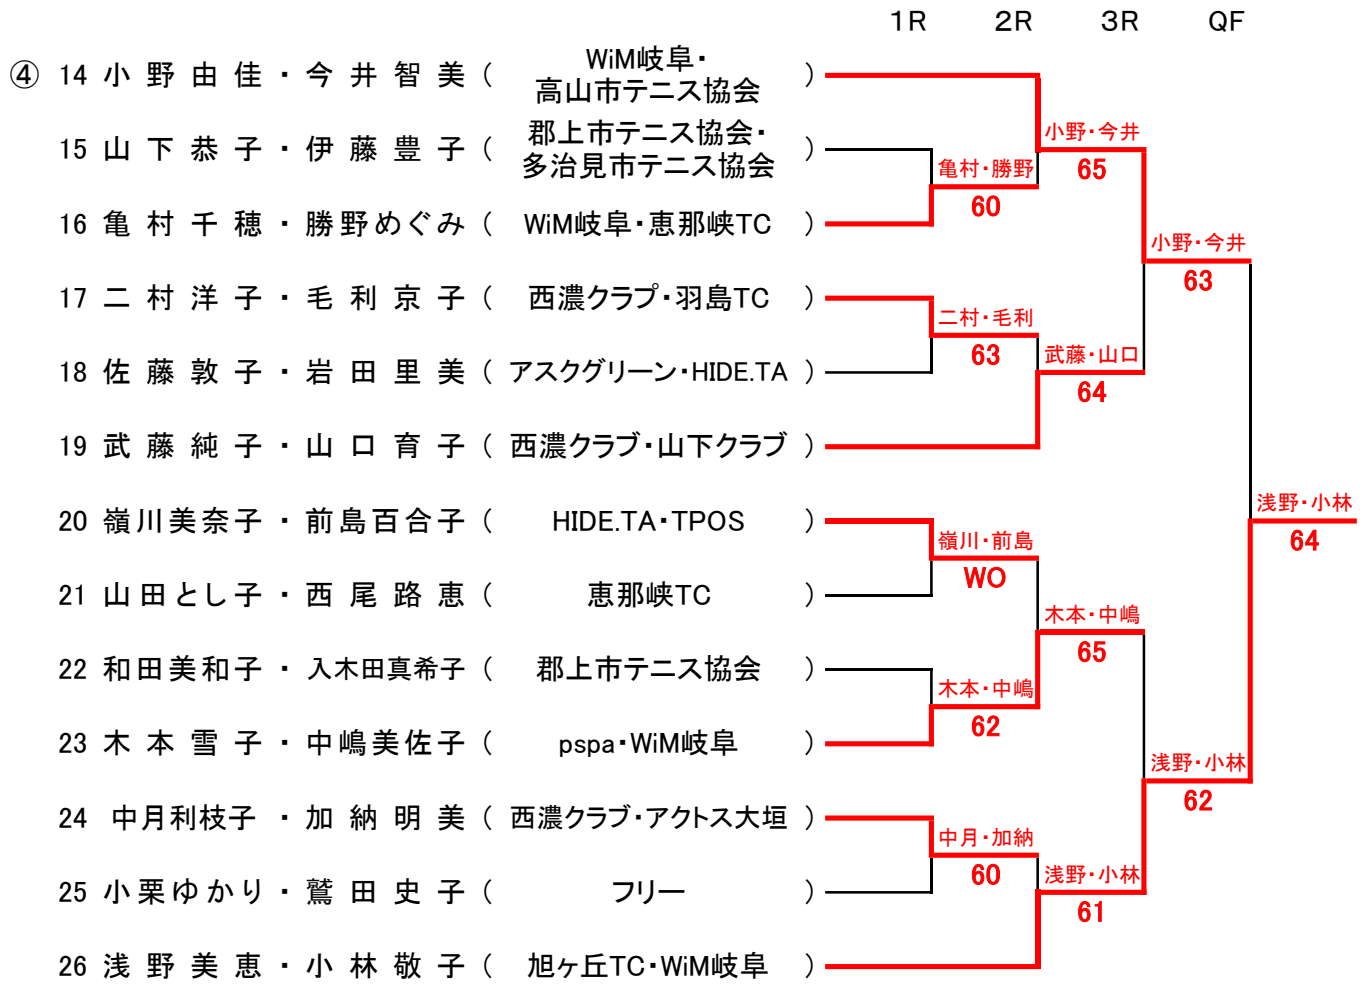 1R 2R 3R QF
④ 14 小野由佳・今井智美 ( WiM岐阜・高山市テニス協会 )
15 山下恭子・伊藤豊子 ( 郡上市テニス協会・多治見市テニス協会 )
16 亀村千穂・勝野めぐみ ( WiM岐阜・恵那峡TC )
17 二村洋子・毛利京子 ( 西濃クラブ・羽島TC )
18 佐藤敦子・岩田里美 ( アスクグリーン・HIDE.TA )
19 武藤純子・山口育子 ( 西濃クラブ・山下クラブ )
20 嶺川美奈子・前島百合子 ( HIDE.TA・TPOS )
21 山田とし子・西尾路恵 ( 恵那峡TC )
22 和田美和子・入木田真希子 ( 郡上市テニス協会 )
23 木本雪子・中嶋美佐子 ( pspa・WiM岐阜 )
24 中月利枝子・加納明美 ( 西濃クラブ・アクトス大垣 )
25 小栗ゆかり・鷲田史子 ( フリー )
26 浅野美恵・小林敬子 ( 旭ヶ丘TC・WiM岐阜 )
亀村・勝野
60
二村・毛利
63
嶺川・前島
WO
木本・中嶋
62
中月・加納
60
小野・今井
65
武藤・山口
64
木本・中嶋
65
浅野・小林
61
小野・今井
63
浅野・小林
62
浅野・小林
64